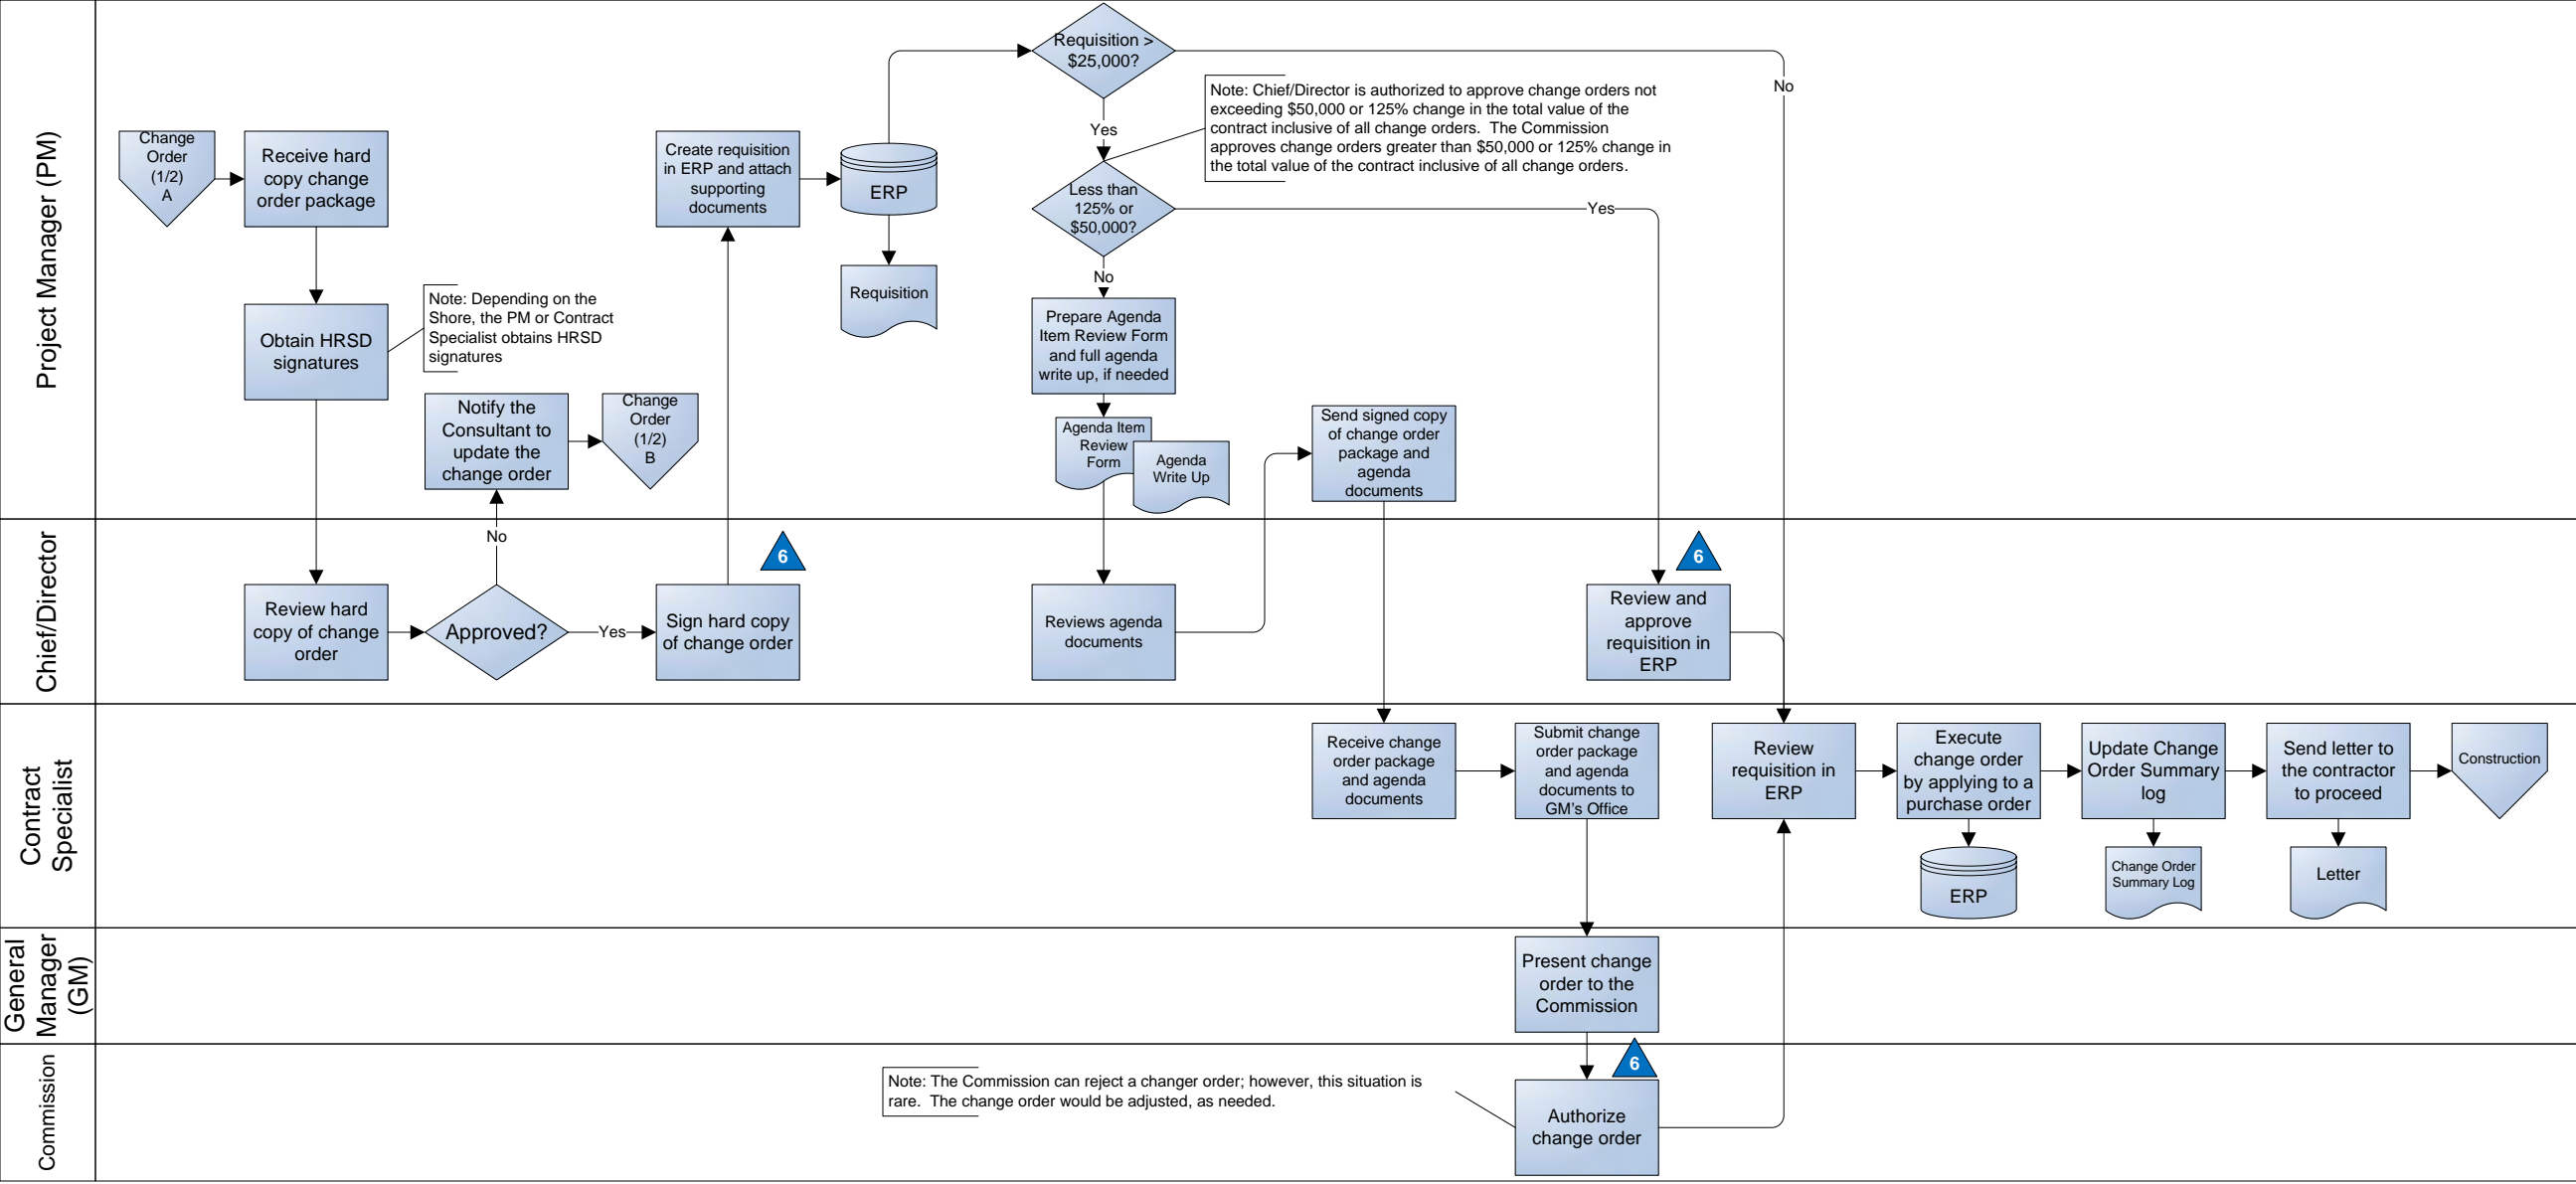 Project Manager (PM)
Change
Order
(1/2)
A
Receive hard
copy change
order package
Obtain HRSD
signatures
Note: Depending on the
Shore, the PM or Contract
Specialist obtains HRSD
signatures
Notify the
Consultant to
update the
change order
Change
Order
(1/2)
B
Create requisition
in ERP and attach
supporting
documents
ERP
Requisition
Requisition >
$25,000?
No
Yes
Note: Chief/Director is authorized to approve change orders not
exceeding $50,000 or 125% change in the total value of the
contract inclusive of all change orders.  The Commission
approves change orders greater than $50,000 or 125% change in
the total value of the contract inclusive of all change orders.
Less than
125% or
$50,000?
Yes
No
Prepare Agenda
Item Review Form
and full agenda
write up, if needed
Agenda Item
Review
Form
Agenda
Write Up
Send signed copy
of change order
package and
agenda
documents
Chief/Director
Review hard
copy of change
order
Approved?
No
Yes
Sign hard copy
of change order
6
Reviews agenda
documents
Review and
approve
requisition in
ERP
6
Contract
Specialist
Receive change
order package
and agenda
documents
Submit change
order package
and agenda
documents to
GM's Office
Review
requisition in
ERP
Execute
change order
by applying to a
purchase order
ERP
Update Change
Order Summary
log
Change Order
Summary Log
Send letter to
the contractor
to proceed
Letter
Construction
General
Manager
(GM)
Present change
order to the
Commission
Commission
Note: The Commission can reject a changer order; however, this situation is
rare.  The change order would be adjusted, as needed.
6
Authorize
change order